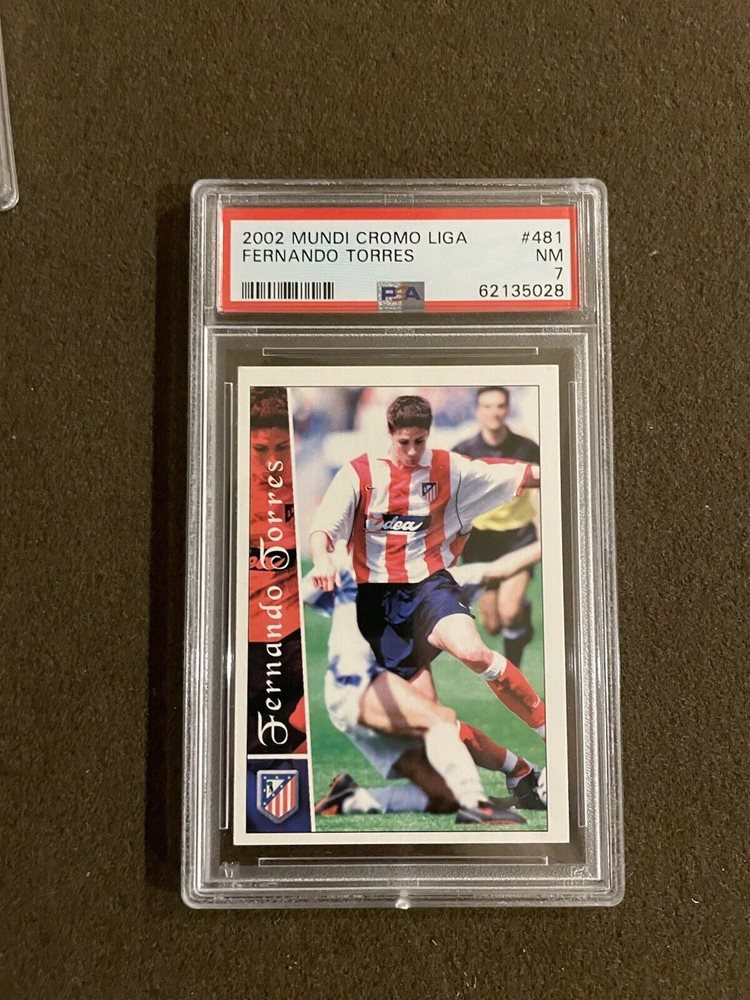 2002 MUNDI CROMO LIGA #481
FERNANDO TORRES NM
7
PSA 62135028
Fernando Torres
idea